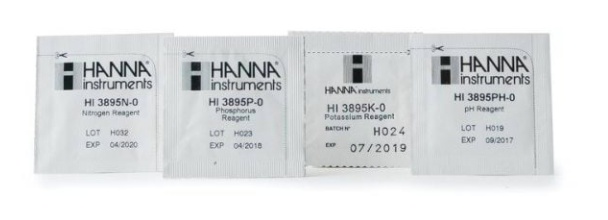 HANNA
instruments
HI 3895N-0
Nitrogen Reagent
LOT H032
EXP 04/2020
HANNA
instruments
HI 3895P-0
Phosphorus
Reagent
LOT H023
EXP 04/2018
HANNA instruments
HI 3895K-0
Potassium Reagent
BATCH N° H024
EXP 07/2019
HANNA
instruments
HI 3895PH-0
pH Reagent
LOT H019
EXP 09/2017